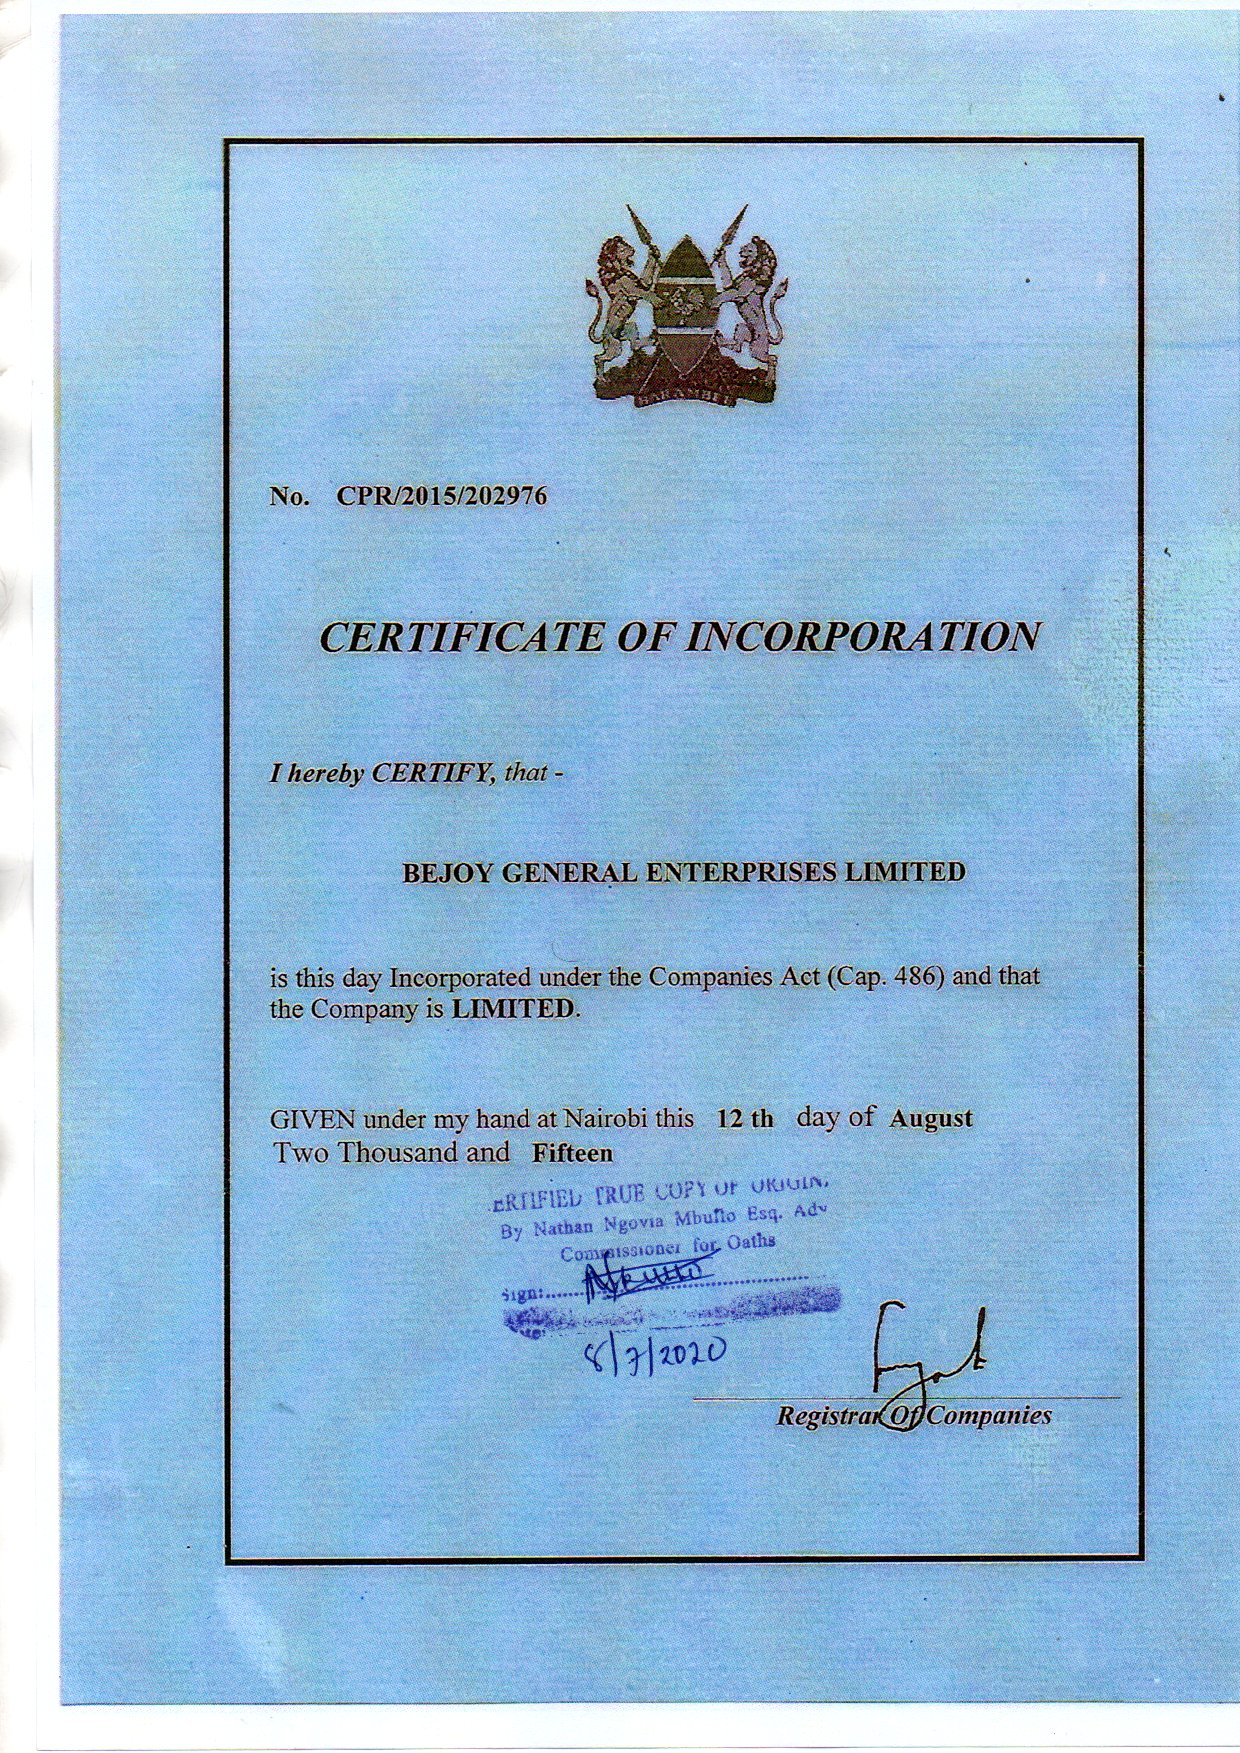 HARAMBEE
No. CPR/2015/202976
CERTIFICATE OF INCORPORATION
I hereby CERTIFY, that -
BEJOY GENERAL ENTERPRISES LIMITED
is this day Incorporated under the Companies Act (Cap. 486) and that
the Company is LIMITED.
GIVEN under my hand at Nairobi this 12 th day of August
Two Thousand and Fifteen
ERTIFIED TRUE COPY OF ORIGIN
By Nathan Ngovia Esq. Adv
Commissioner for Oaths
Sign:
8/7/2020
Registrar Of Companies